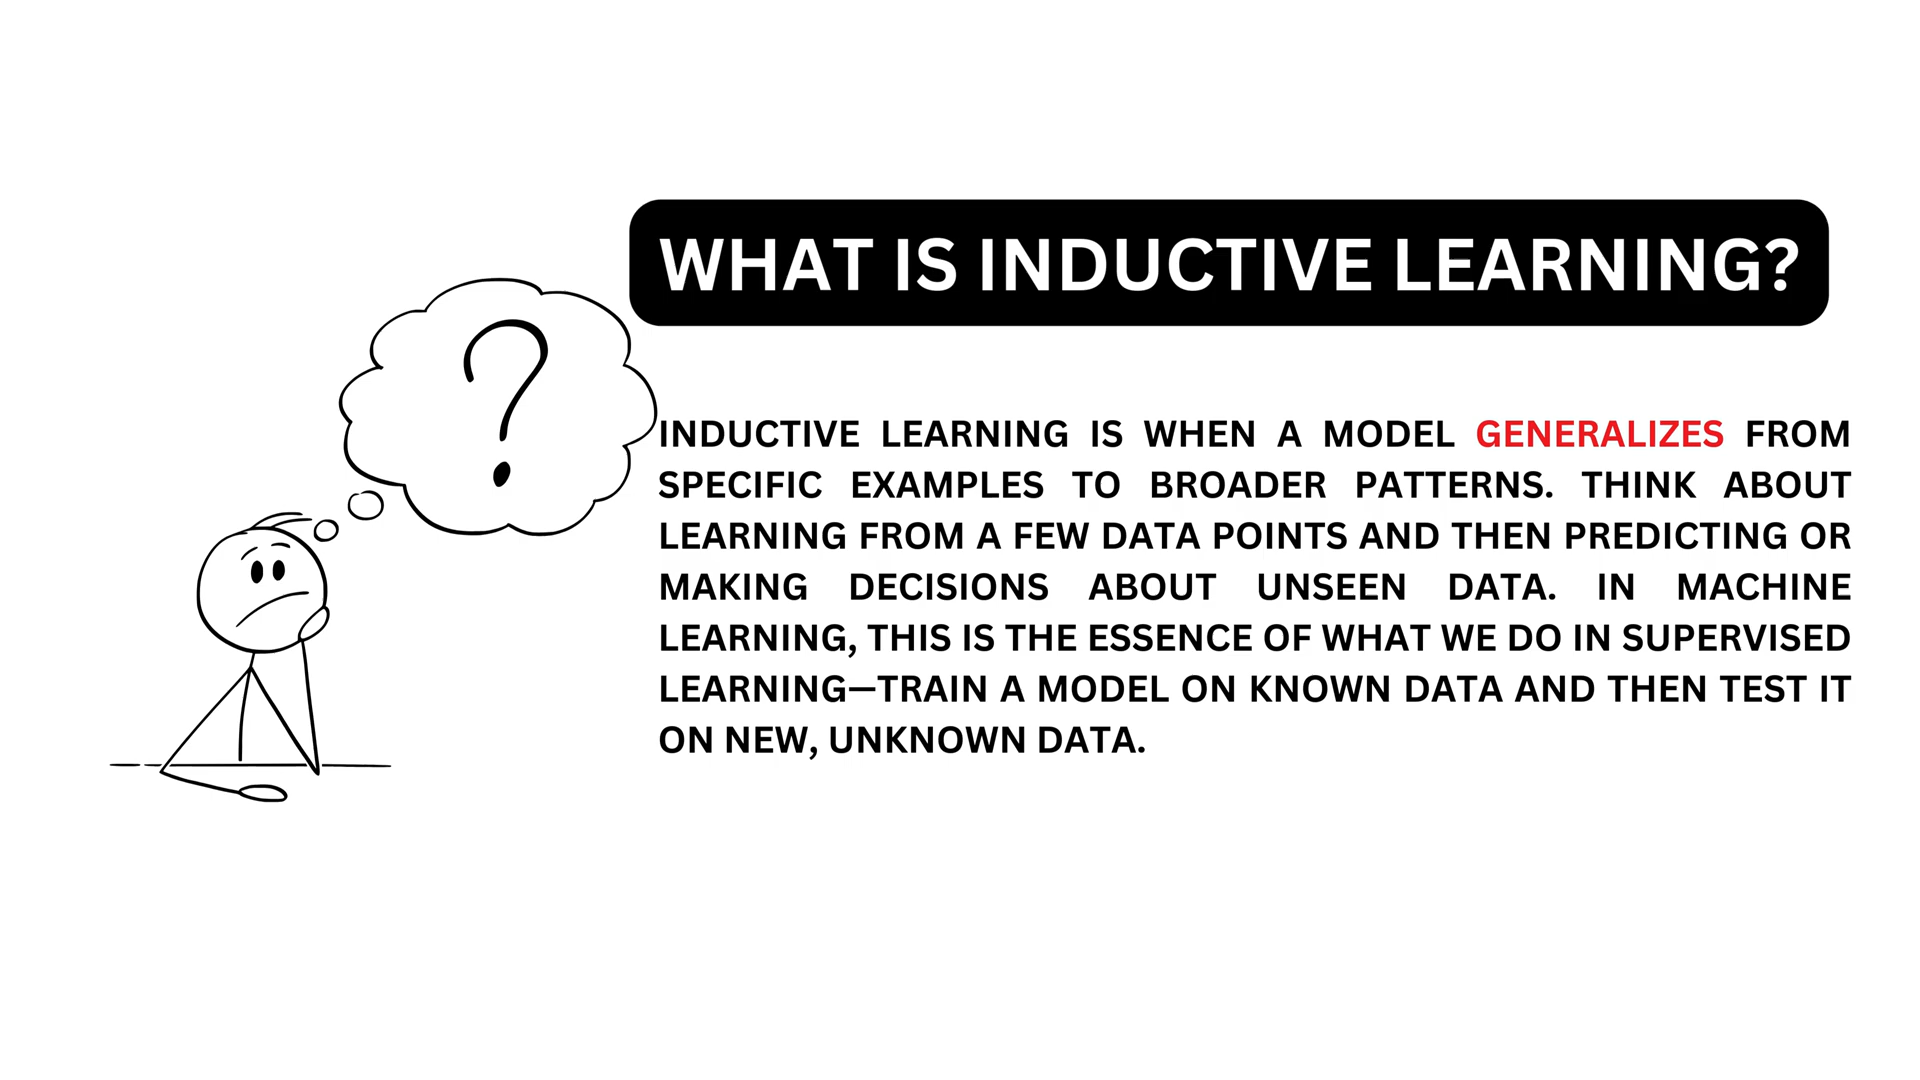 WHAT IS INDUCTIVE LEARNING?
?
INDUCTIVE LEARNING IS WHEN A MODEL GENERALIZES FROM
SPECIFIC EXAMPLES TO BROADER PATTERNS. THINK ABOUT
LEARNING FROM A FEW DATA POINTS AND THEN PREDICTING OR
MAKING DECISIONS ABOUT UNSEEN DATA. IN MACHINE
LEARNING, THIS IS THE ESSENCE OF WHAT WE DO IN SUPERVISED
LEARNING—TRAIN A MODEL ON KNOWN DATA AND THEN TEST IT
ON NEW, UNKNOWN DATA.